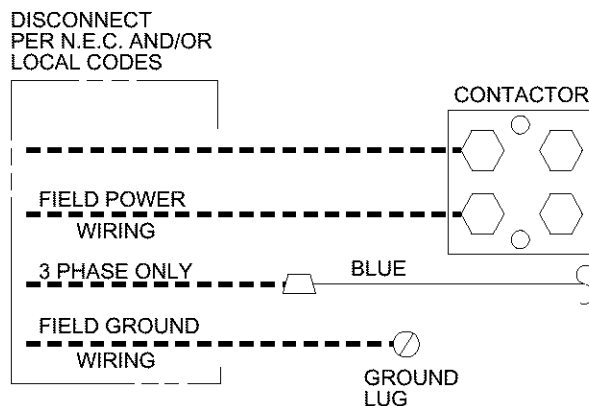 DISCONNECT
PER N.E.C. AND/OR
LOCAL CODES
CONTACTOR
FIELD POWER
WIRING
3 PHASE ONLY
BLUE
FIELD GROUND
WIRING
GROUND
LUG